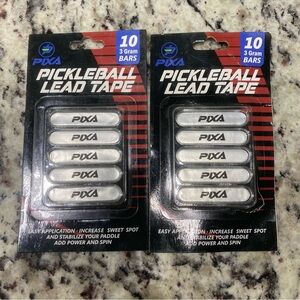 PIXA
10
3 Gram
BARS
PICKLEBALL
LEAD TAPE
PIXA
PIXA
PIXA
PIXA
PIXA
EASY APPLICATION - INCREASE SWEET SPOT
AND STABILIZE YOUR PADDLE
ADD POWER AND SPIN
PIXA
10
3 Gram
BARS
PICKLEBALL
LEAD TAPE
PIXA
PIXA
PIXA
PIXA
PIXA
EASY APPLICATION - INCREASE SWEET SPOT
AND STABILIZE YOUR PADDLE
ADD POWER AND SPIN